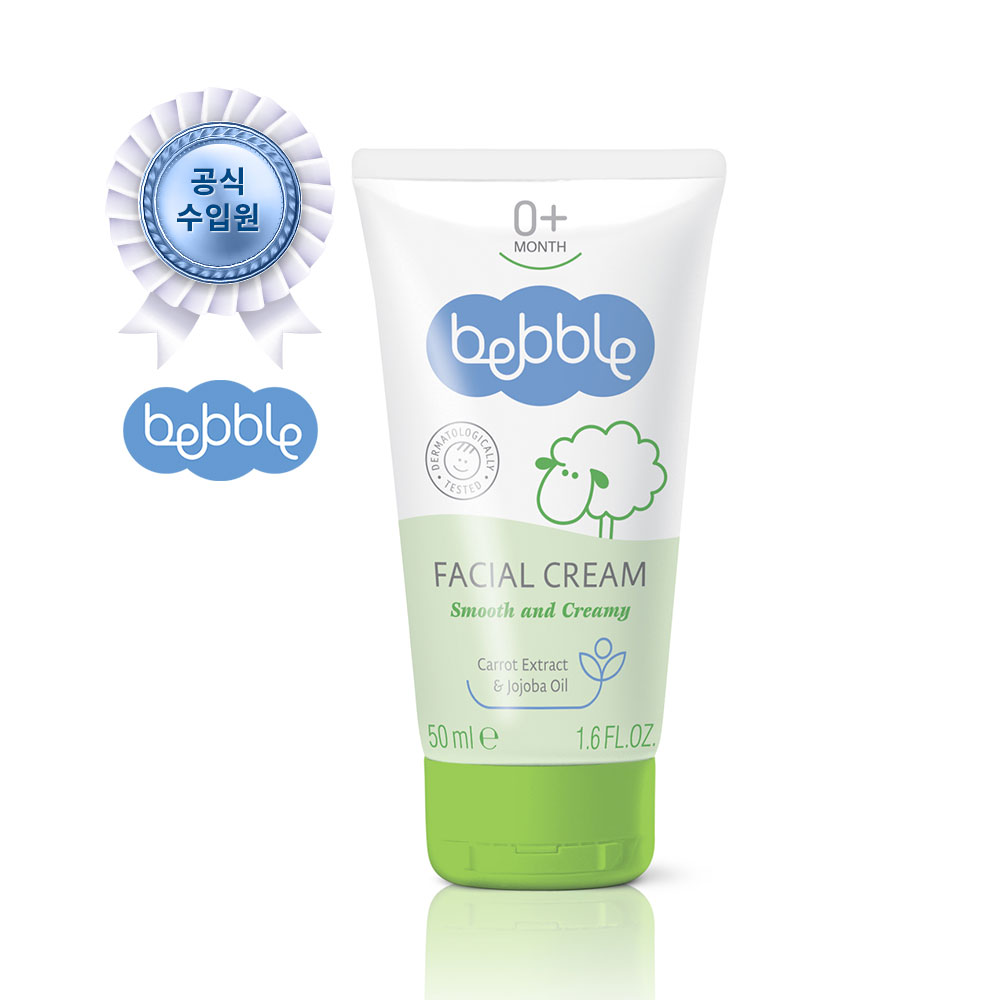 공식
수입원
bebble
0+
MONTH
bebble
DERMATOLOGICALLY
TESTED
FACIAL CREAM
Smooth and Creamy
Carrot Extract
& Jojoba Oil
50 ml e
1.6 FL.OZ.